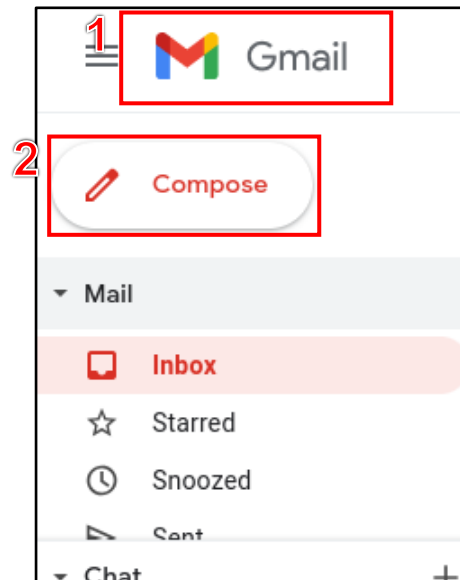 1
Gmail
2
Compose
Mail
Inbox
Starred
Snoozed
Sent
Chat